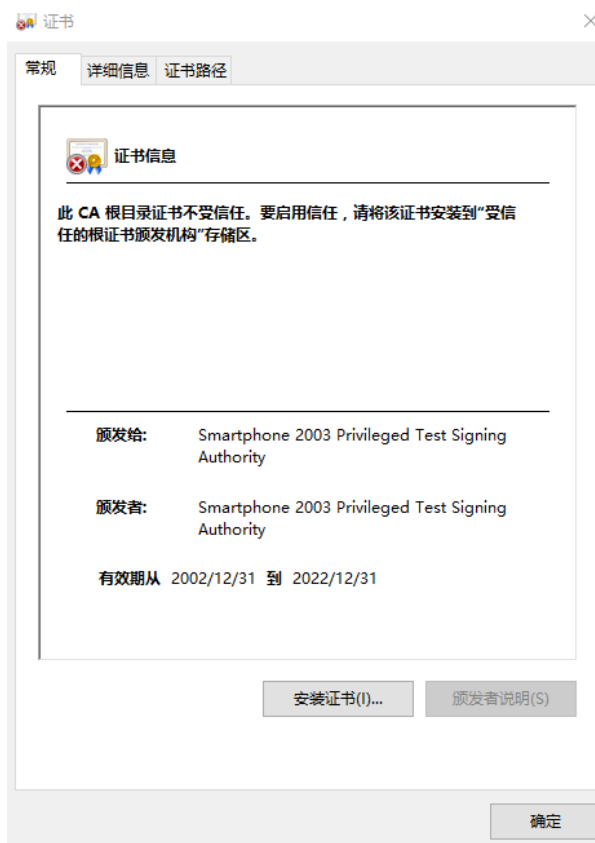 证书
常规 详细信息 证书路径
证书信息
此 CA 根目录证书不受信任。要启用信任，请将该证书安装到“受信
任的根证书颁发机构”存储区。
颁发给: Smartphone 2003 Privileged Test Signing
Authority
颁发者: Smartphone 2003 Privileged Test Signing
Authority
有效期从 2002/12/31 到 2022/12/31
安装证书(I)... 颁发者说明(S)
确定